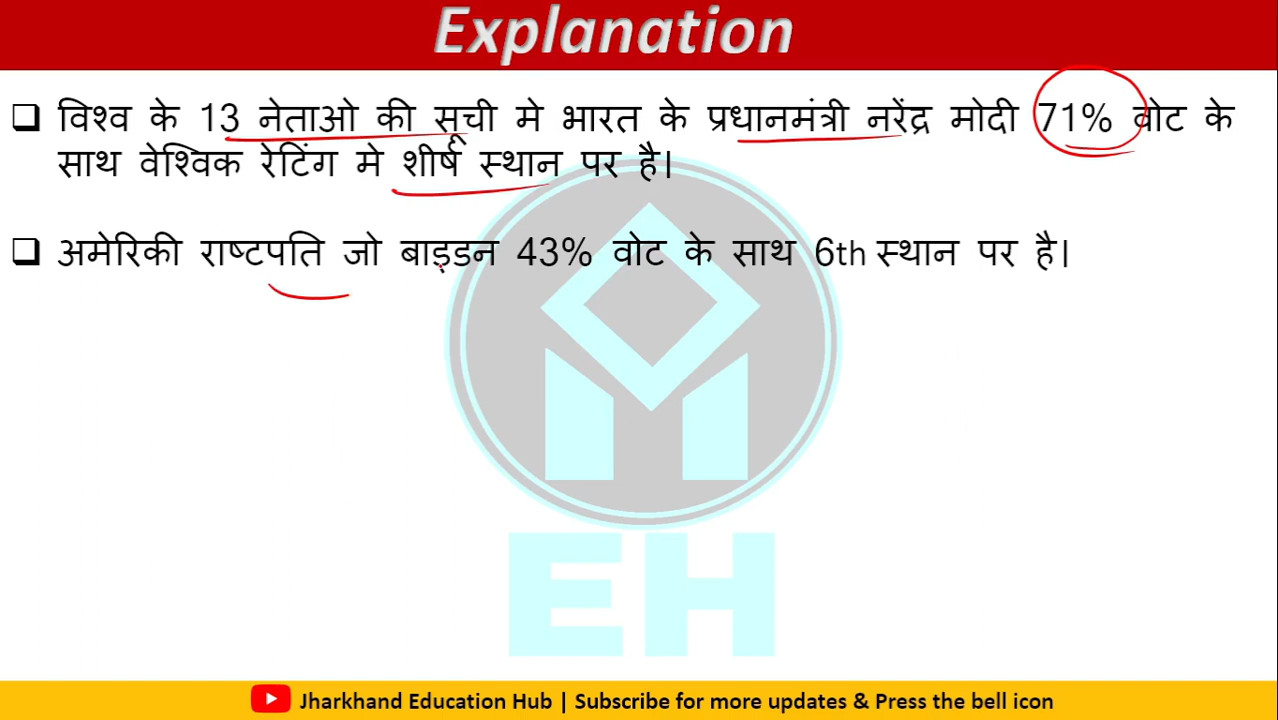 Explanation
❑ विश्व के 13 नेताओ की सूची मे भारत के प्रधानमंत्री नरेंद्र मोदी 71% वोट के
साथ वेश्विक रेटिंग मे शीर्ष स्थान पर है।
❑ अमेरिकी राष्टपति जो बाइडन 43% वोट के साथ 6th स्थान पर है।
EH
Jharkhand Education Hub | Subscribe for more updates & Press the bell icon